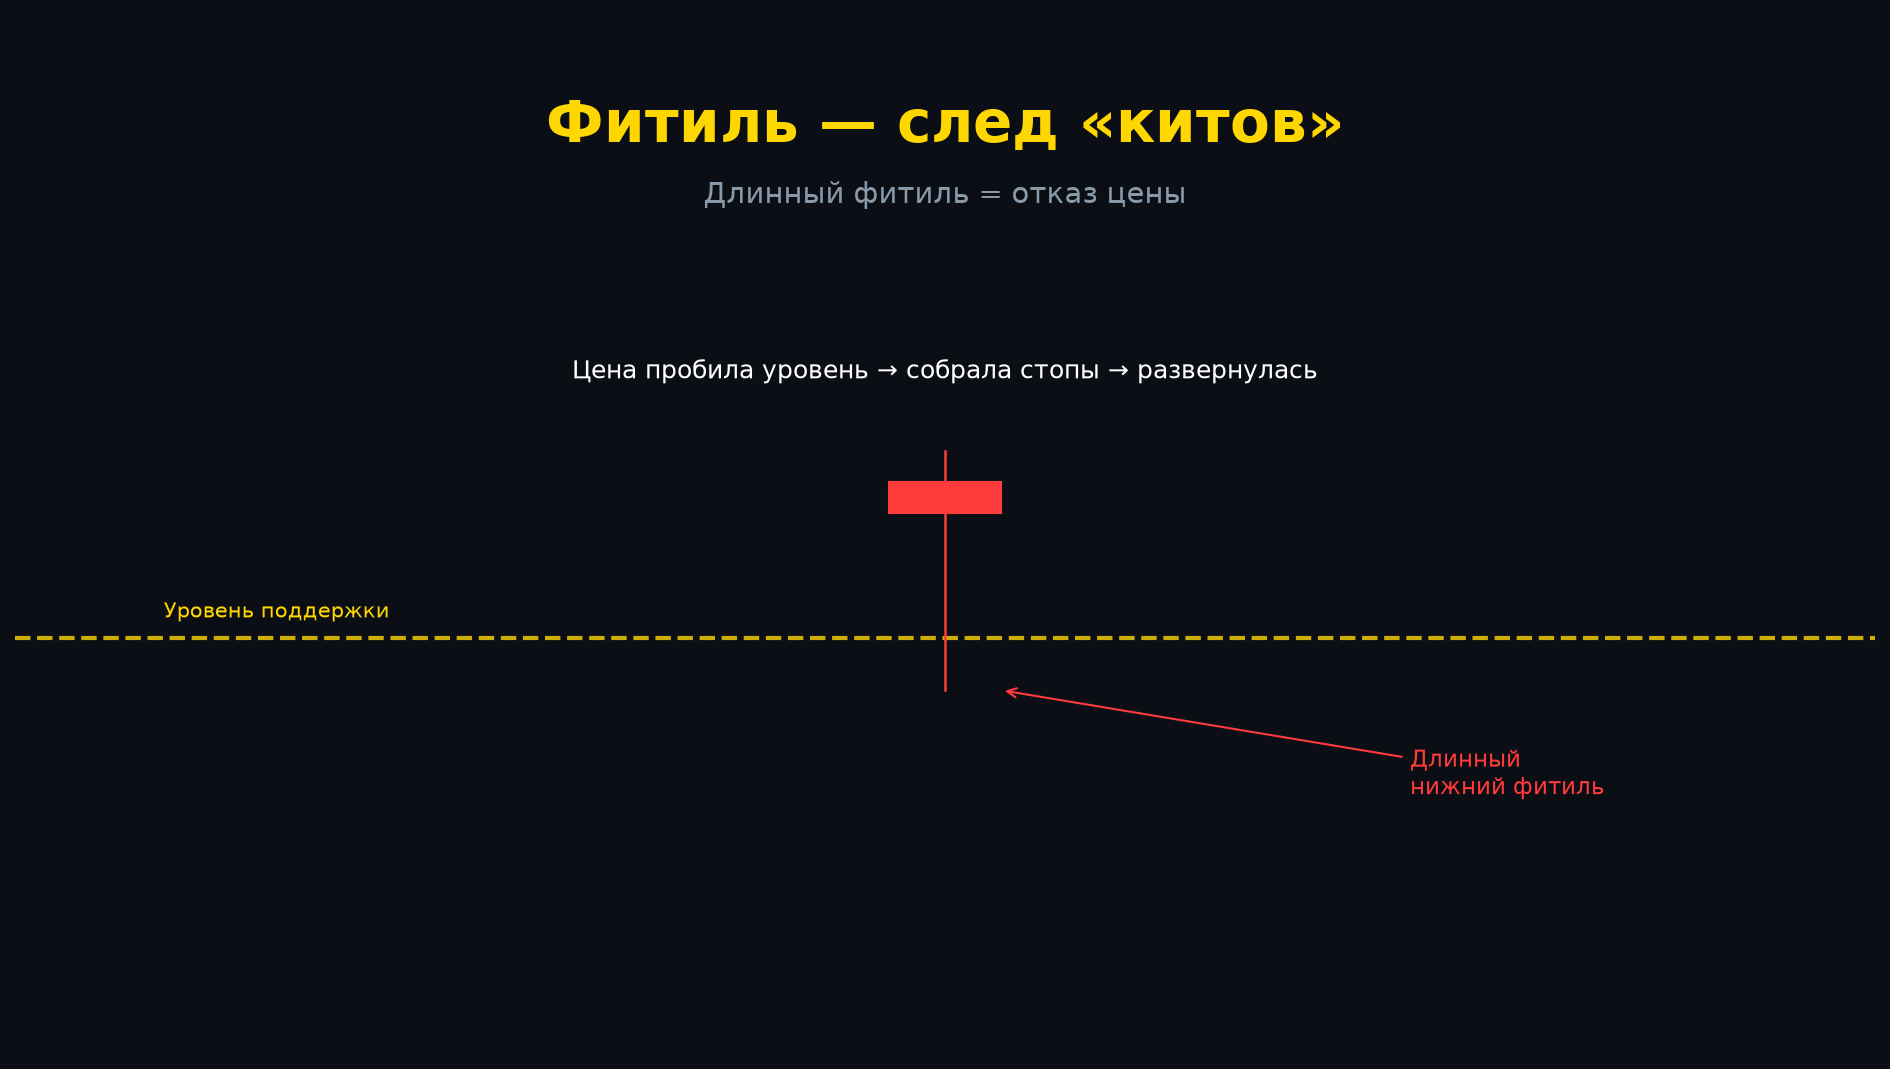 Фитиль — след «китов»
Длинный фитиль = отказ цены
Цена пробила уровень → собрала стопы → развернулась
Уровень поддержки
Длинный
нижний фитиль